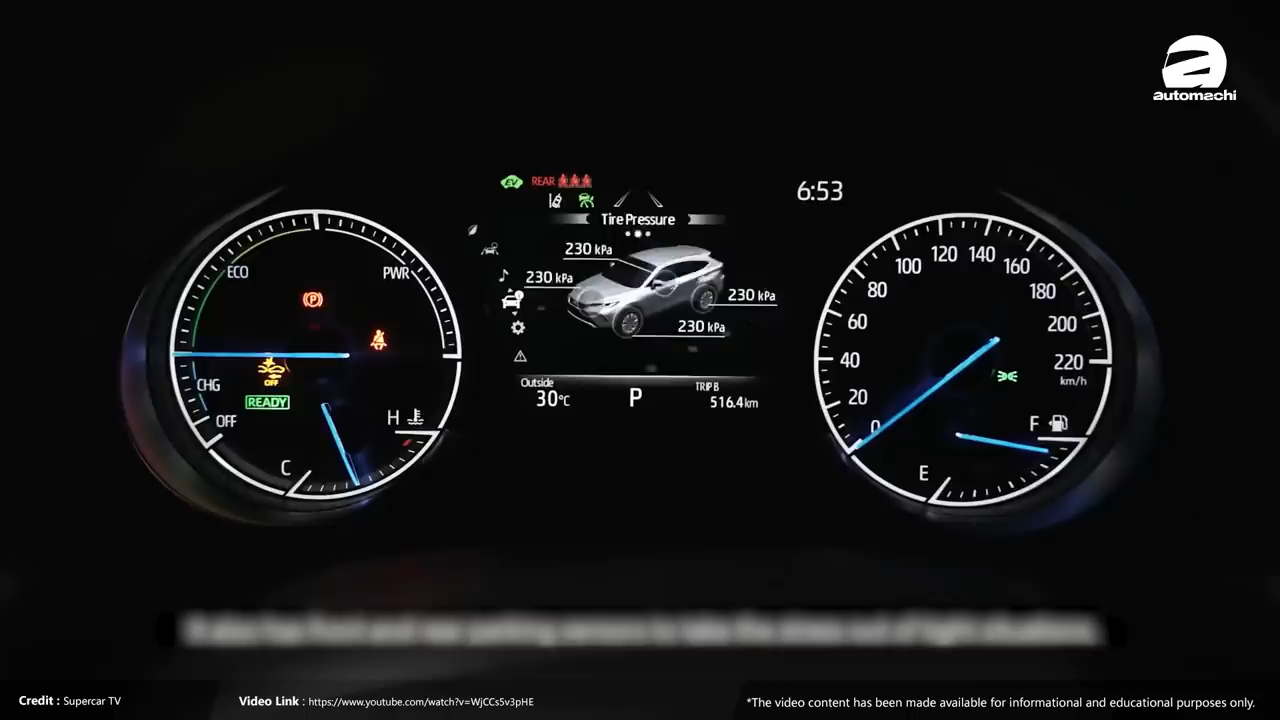 automachi
EV REAR
6:53
Tire Pressure
ECO
PWR
230 kPa
230 kPa
230 kPa
230 kPa
CHG
OFF
OFF
READY
H
C
Outside
30°C
P
TRIP B
516.4km
0
20
40
60
80
100
120
140
160
180
200
220
km/h
F
E
Credit : Supercar TV
Video Link : https://www.youtube.com/watch?v=WjCCs5v3pHE
*The video content has been made available for informational and educational purposes only.